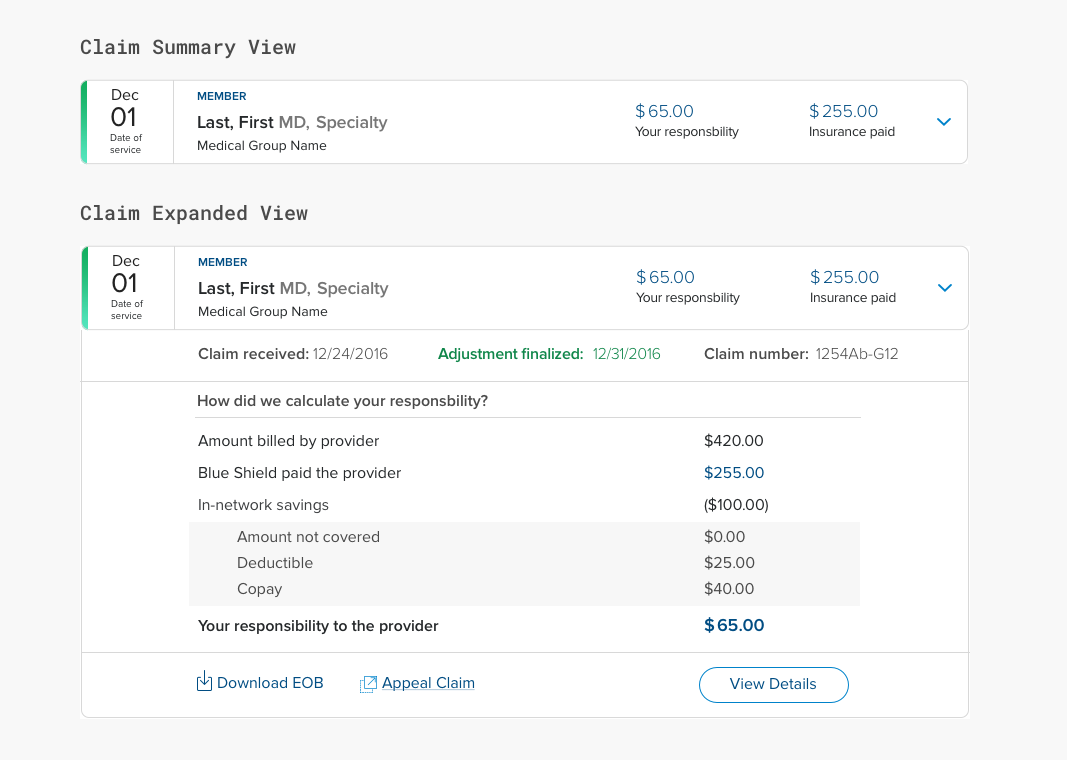 Claim Summary View
Dec
01
Date of
service
MEMBER
Last, First MD, Specialty
Medical Group Name
$65.00
Your responsbility
$255.00
Insurance paid
Claim Expanded View
Dec
01
Date of
service
MEMBER
Last, First MD, Specialty
Medical Group Name
$65.00
Your responsbility
$255.00
Insurance paid
Claim received: 12/24/2016 Adjustment finalized: 12/31/2016 Claim number: 1254Ab-G12
How did we calculate your responsbility?
Amount billed by provider $420.00
Blue Shield paid the provider $255.00
In-network savings ($100.00)
Amount not covered $0.00
Deductible $25.00
Copay $40.00
Your responsibility to the provider $65.00
Download EOB Appeal Claim View Details